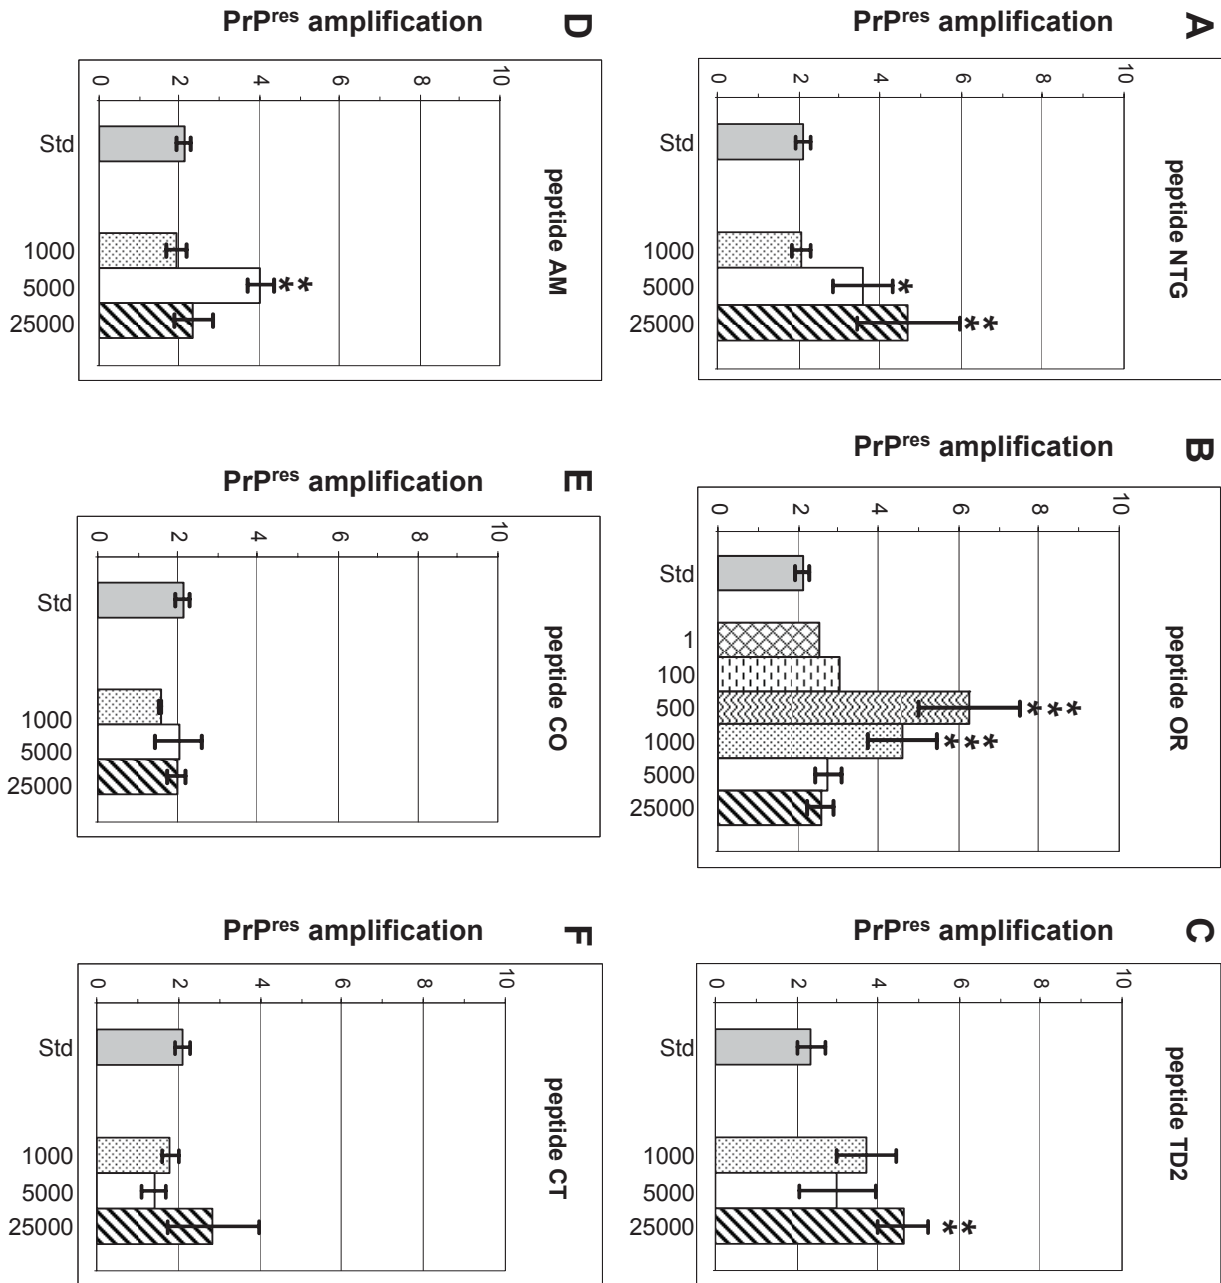 A
peptide NTG
PrPres amplification
10
8
6
4
2
0
*
**
Std
1000
5000
25000
B
peptide OR
PrPres amplification
10
8
6
4
2
0
***
***
Std
1
100
500
1000
5000
25000
C
peptide TD2
PrPres amplification
10
8
6
4
2
0
**
Std
1000
5000
25000
D
peptide AM
PrPres amplification
10
8
6
4
2
0
**
Std
1000
5000
25000
E
peptide CO
PrPres amplification
10
8
6
4
2
0
Std
1000
5000
25000
F
peptide CT
PrPres amplification
10
8
6
4
2
0
Std
1000
5000
25000